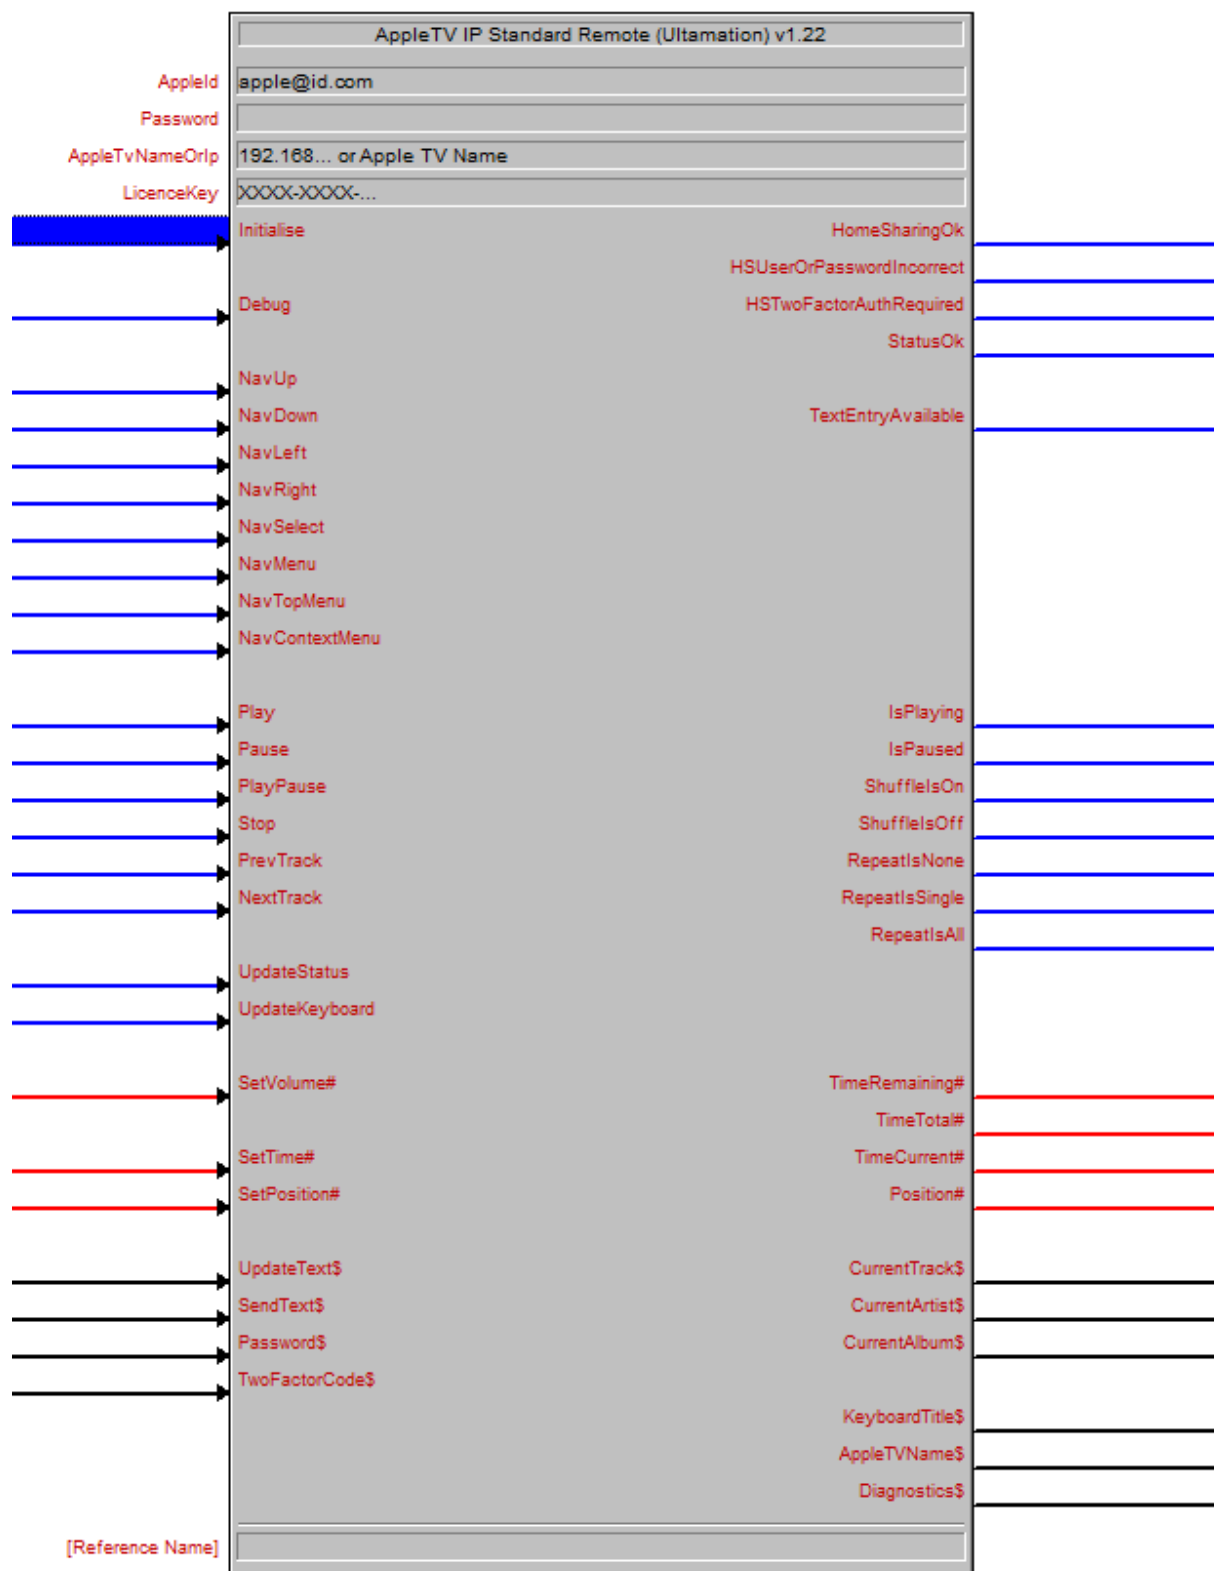 AppleTV IP Standard Remote (Ultamation) v1.22
AppleId apple@id.com
Password
AppleTvNameOrIp 192.168... or Apple TV Name
LicenceKey XXXX-XXXX-...
Initialise HomeSharingOk
HSUserOrPasswordIncorrect
Debug HSTwoFactorAuthRequired
StatusOk
NavUp
NavDown TextEntryAvailable
NavLeft
NavRight
NavSelect
NavMenu
NavTopMenu
NavContextMenu
Play IsPlaying
Pause IsPaused
PlayPause ShuffleIsOn
Stop ShuffleIsOff
PrevTrack RepeatIsNone
NextTrack RepeatIsSingle
RepeatIsAll
UpdateStatus
UpdateKeyboard
SetVolume# TimeRemaining#
TimeTotal#
SetTime# TimeCurrent#
SetPosition# Position#
UpdateText$ CurrentTrack$
SendText$ CurrentArtist$
Password$ CurrentAlbum$
TwoFactorCode$
KeyboardTitle$
AppleTVName$
Diagnostics$
[Reference Name]